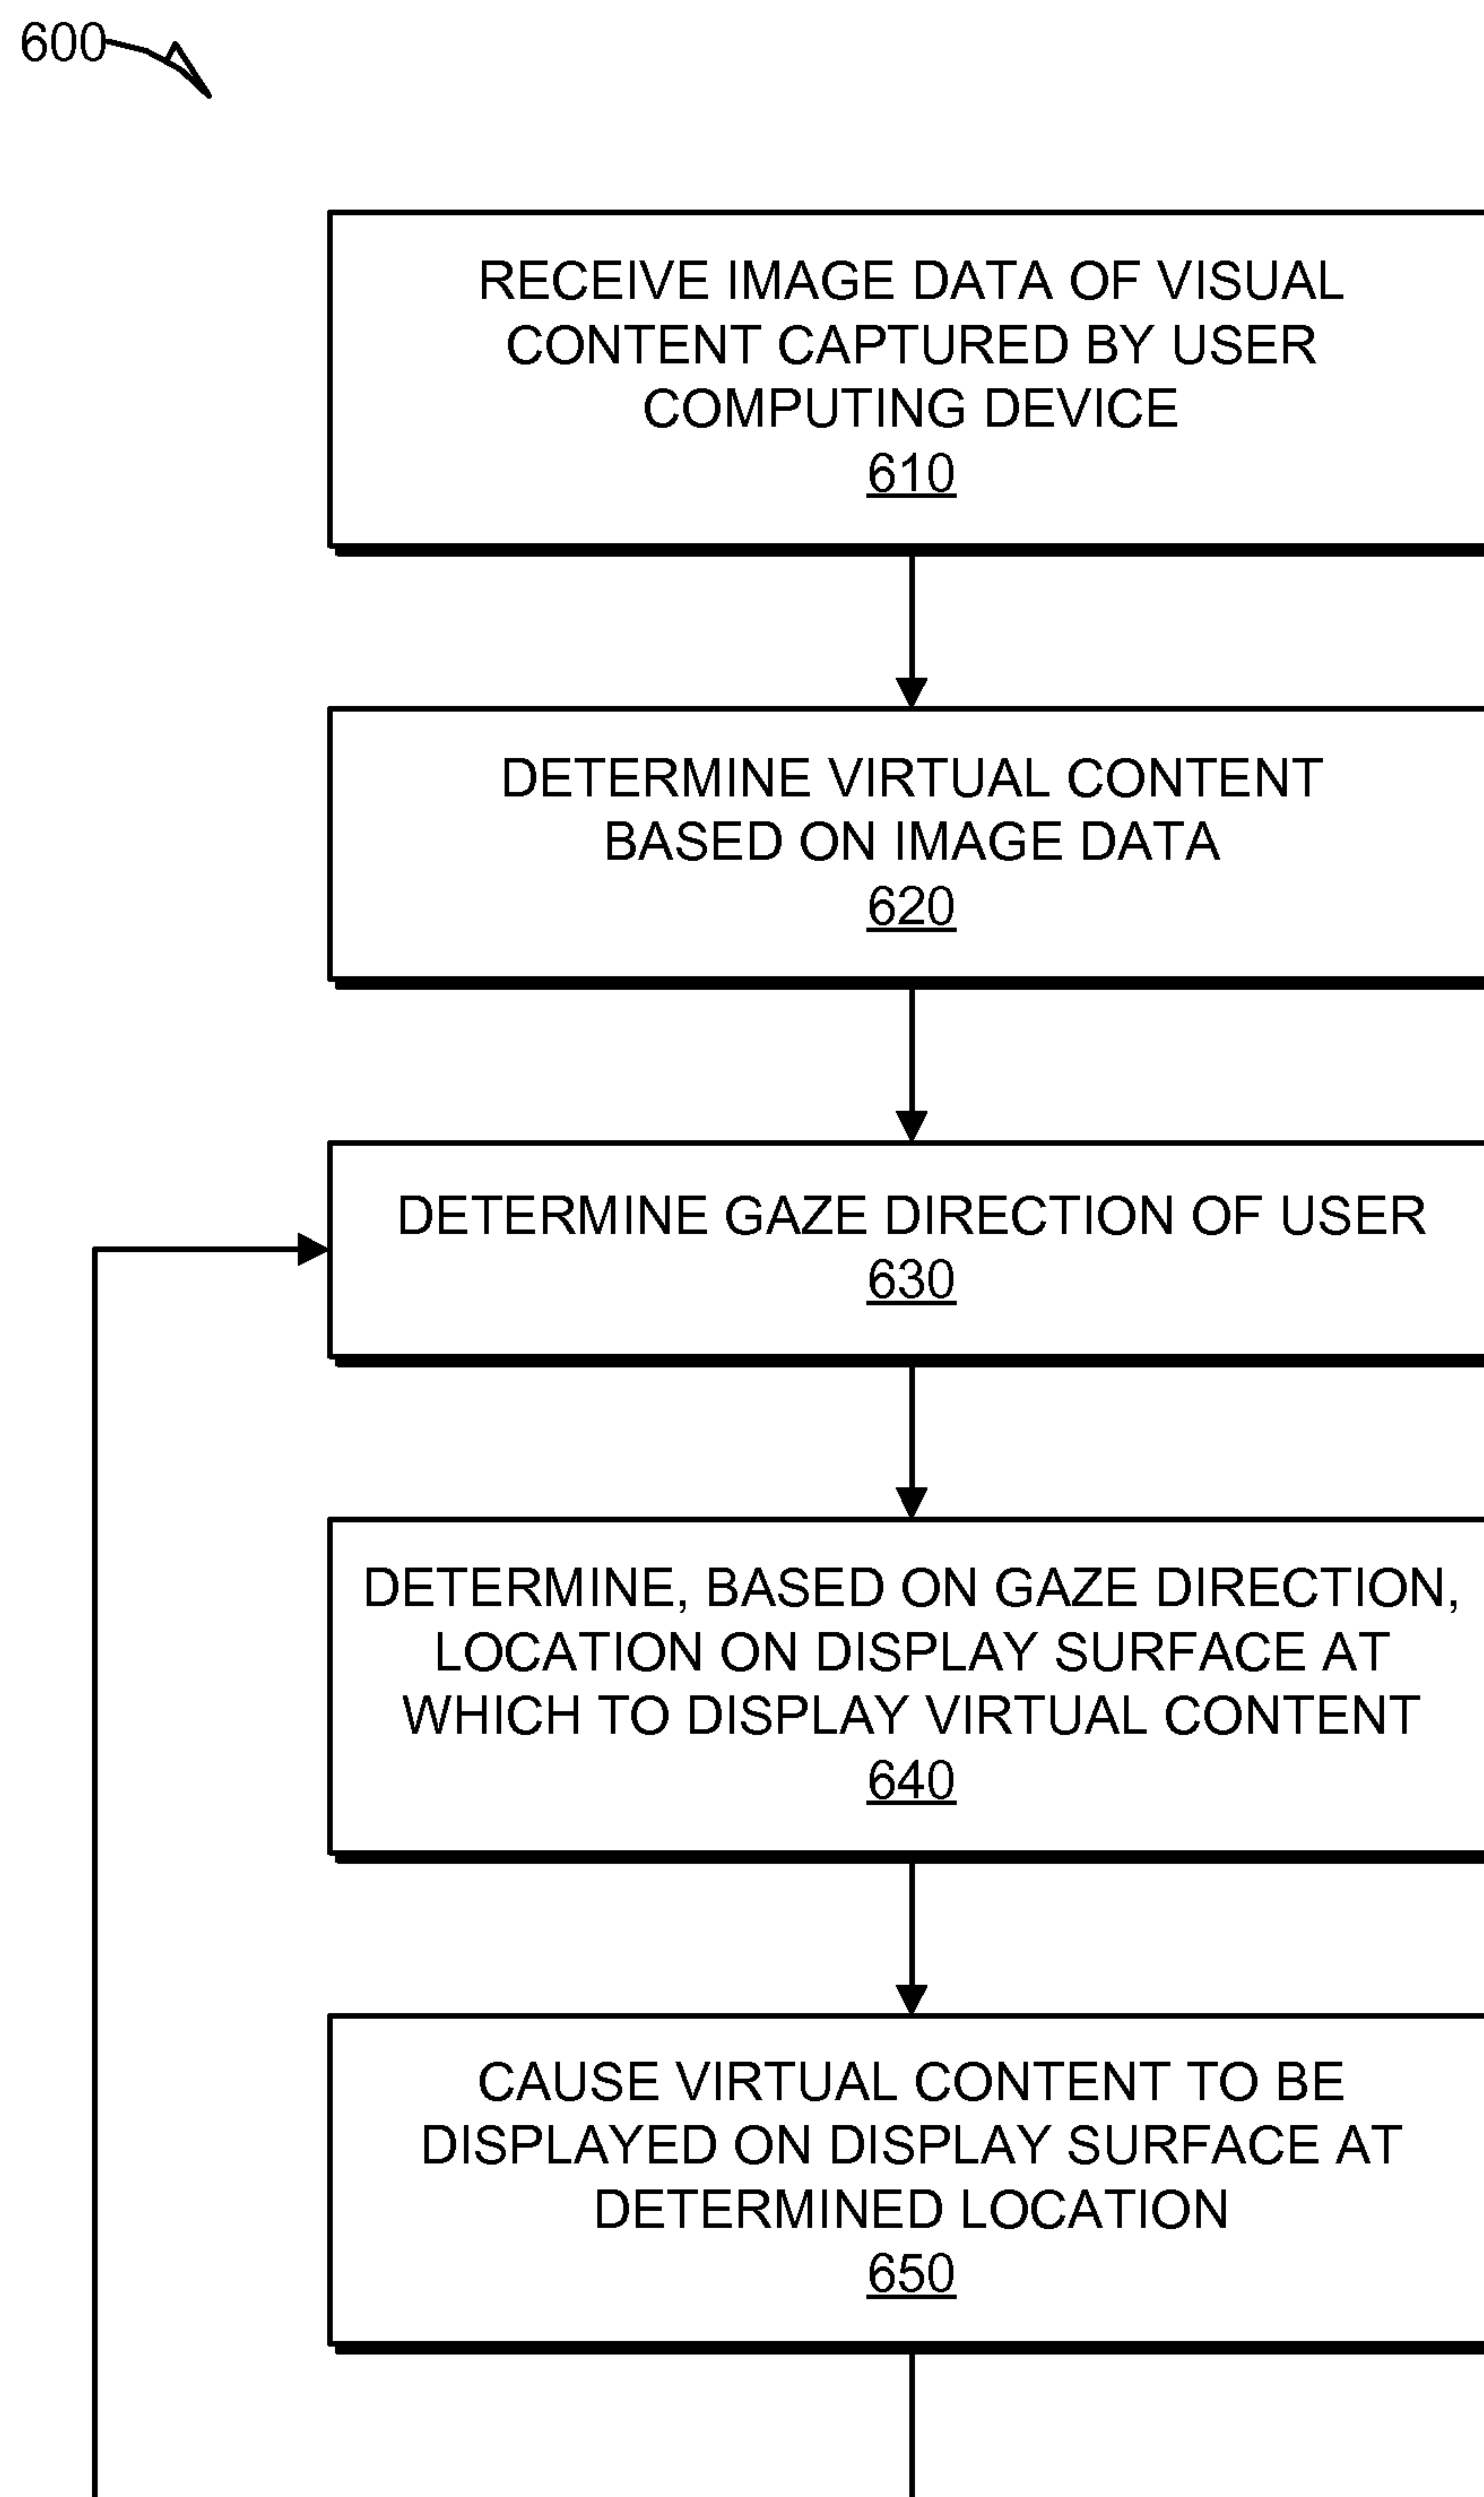 600
RECEIVE IMAGE DATA OF VISUAL
CONTENT CAPTURED BY USER
COMPUTING DEVICE
610
DETERMINE VIRTUAL CONTENT
BASED ON IMAGE DATA
620
DETERMINE GAZE DIRECTION OF USER
630
DETERMINE, BASED ON GAZE DIRECTION,
LOCATION ON DISPLAY SURFACE AT
WHICH TO DISPLAY VIRTUAL CONTENT
640
CAUSE VIRTUAL CONTENT TO BE
DISPLAYED ON DISPLAY SURFACE AT
DETERMINED LOCATION
650